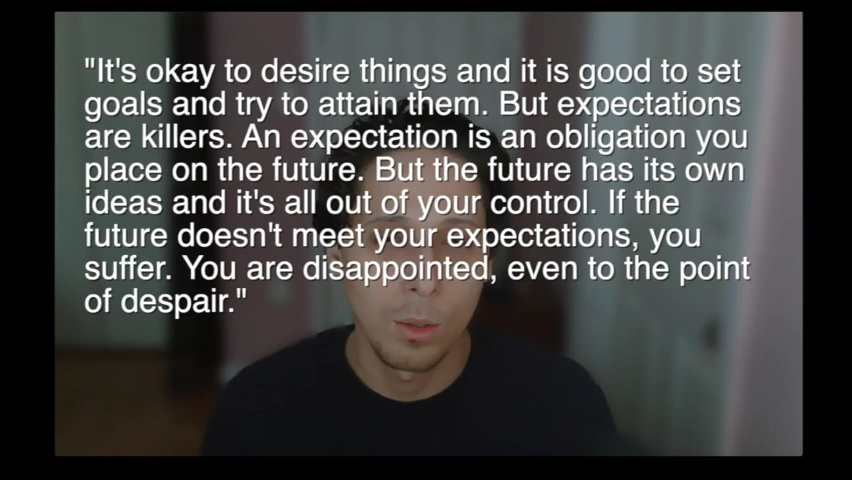 "It's okay to desire things and it is good to set
goals and try to attain them. But expectations
are killers. An expectation is an obligation you
place on the future. But the future has its own
ideas and it's all out of your control. If the
future doesn't meet your expectations, you
suffer. You are disappointed, even to the point
of despair."